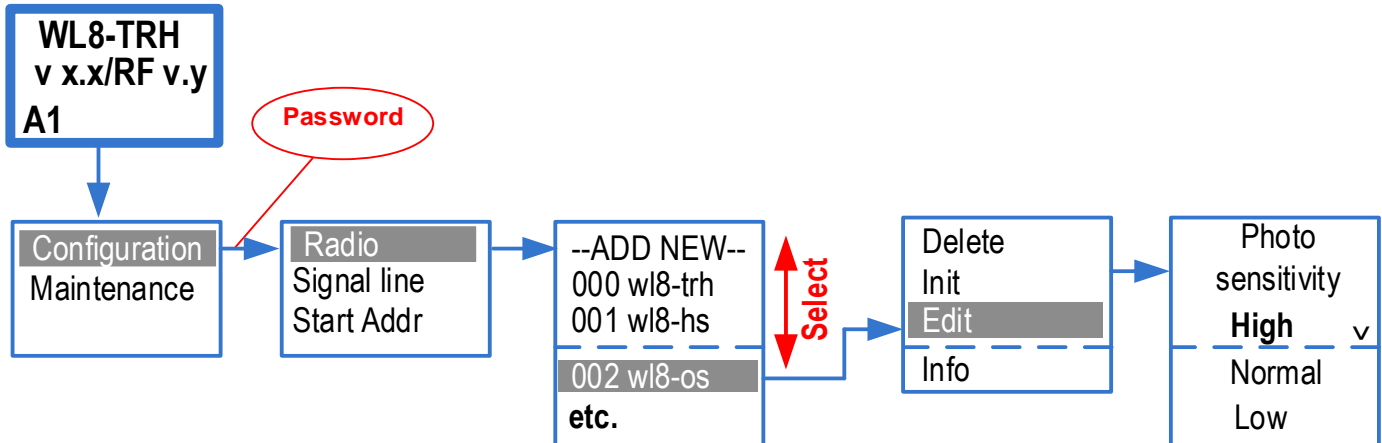 WL8-TRH
v x.x/RF v.y
A1
Password
Configuration
Maintenance
Radio
Signal line
Start Addr
--ADD NEW--
000 wl8-trh
001 wl8-hs
002 wl8-os
etc.
Select
Delete
Init
Edit
Info
Photo
sensitivity
High v
Normal
Low